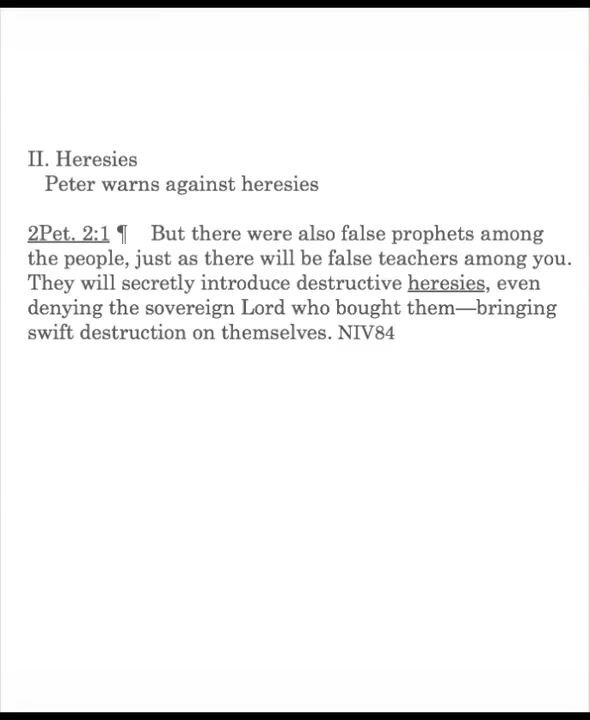 II. Heresies
Peter warns against heresies
2Pet. 2:1 ¶ But there were also false prophets among
the people, just as there will be false teachers among you.
They will secretly introduce destructive heresies, even
denying the sovereign Lord who bought them—bringing
swift destruction on themselves. NIV84